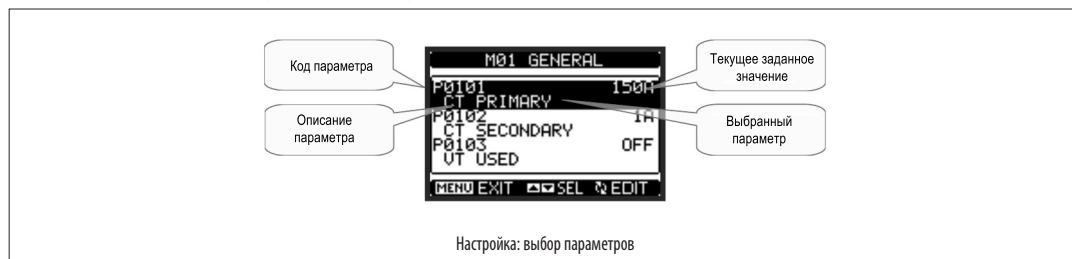 Код параметра
Описание
параметра
M01 GENERAL
P0101 150A
CT PRIMARY
P0102 1A
CT SECONDARY
P0103 OFF
VT USED
MENU EXIT ▲▼ SEL ↻ EDIT
Текущее заданное
значение
Выбранный
параметр
Настройка: выбор параметров